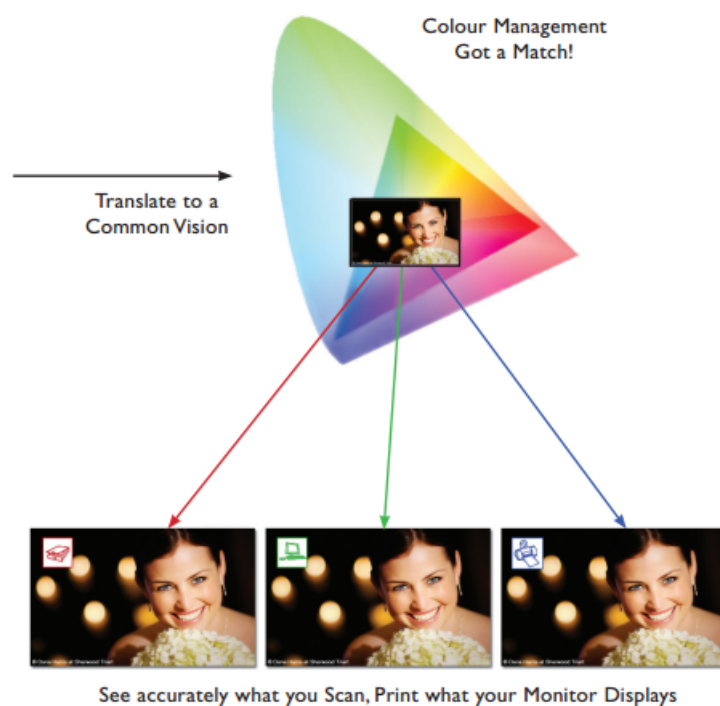 Colour Management
Got a Match!
Translate to a
Common Vision
See accurately what you Scan, Print what your Monitor Displays